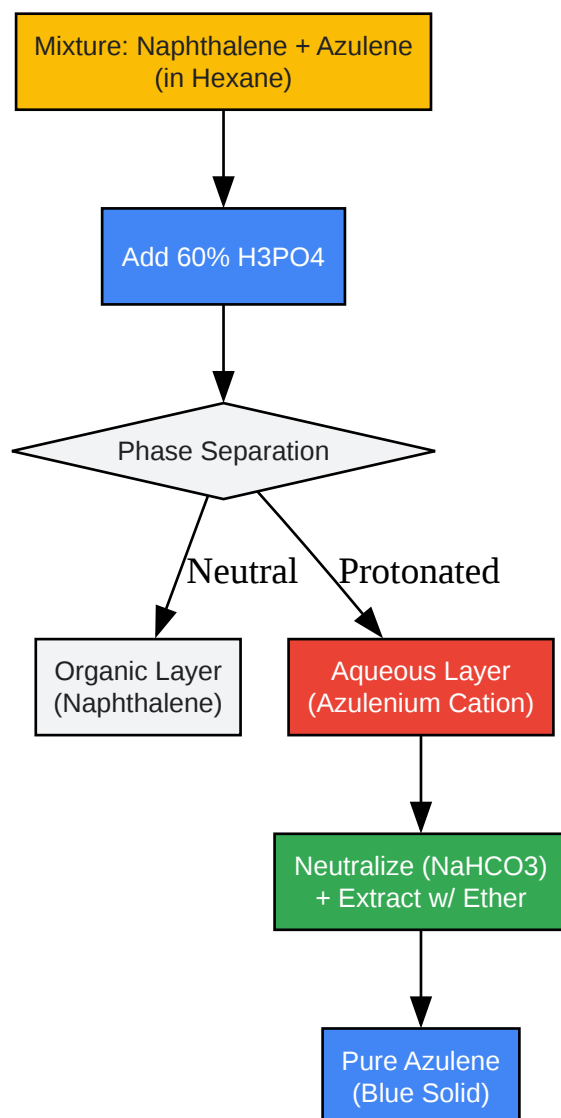 Mixture: Naphthalene + Azulene
(in Hexane)
Add 60% H3PO4
Phase Separation
Neutral
Protonated
Organic Layer
(Naphthalene)
Aqueous Layer
(Azulenium Cation)
Neutralize (NaHCO3)
+ Extract w/ Ether
Pure Azulene
(Blue Solid)